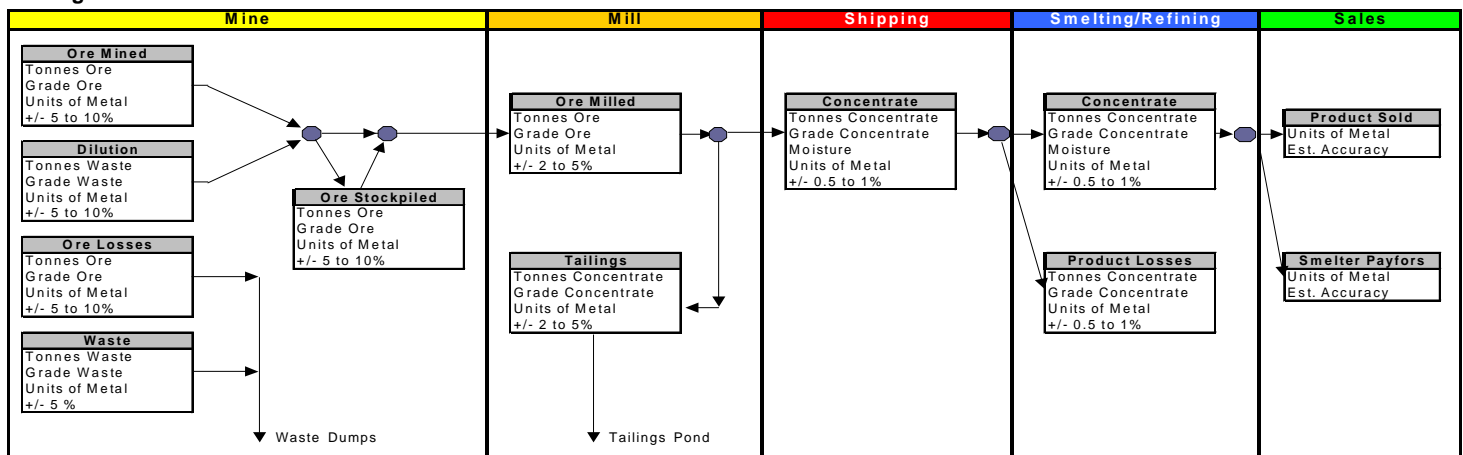 Mine
Mill
Shipping
Smelting/Refining
Sales
Ore Mined
Tonnes Ore
Grade Ore
Units of Metal
+/- 5 to 10%
Dilution
Tonnes Waste
Grade Waste
Units of Metal
+/- 5 to 10%
Ore Losses
Tonnes Ore
Grade Ore
Units of Metal
+/- 5 to 10%
Waste
Tonnes Waste
Grade Waste
Units of Metal
+/- 5 %
Ore Stockpiled
Tonnes Ore
Grade Ore
Units of Metal
+/- 5 to 10%
Waste Dumps
Ore Milled
Tonnes Ore
Grade Ore
Units of Metal
+/- 2 to 5%
Tailings
Tonnes Concentrate
Grade Concentrate
Units of Metal
+/- 2 to 5%
Tailings Pond
Concentrate
Tonnes Concentrate
Grade Concentrate
Moisture
Units of Metal
+/- 0.5 to 1%
Concentrate
Tonnes Concentrate
Grade Concentrate
Moisture
Units of Metal
+/- 0.5 to 1%
Product Losses
Tonnes Concentrate
Grade Concentrate
Units of Metal
+/- 0.5 to 1%
Product Sold
Units of Metal
Est. Accuracy
Smelter Payfors
Units of Metal
Est. Accuracy